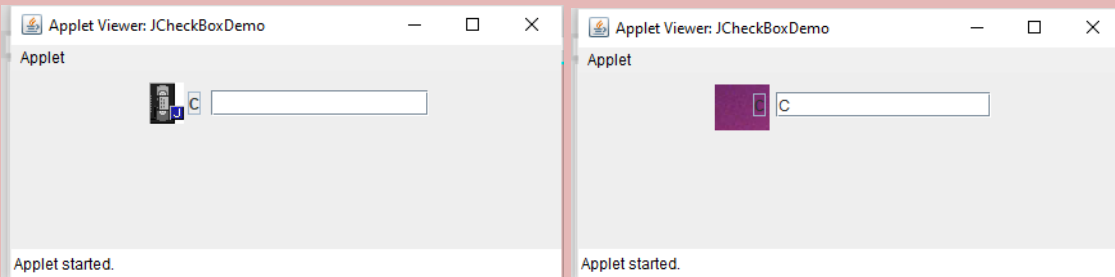 Applet Viewer: JCheckBoxDemo
Applet
J
C
Applet started.
Applet Viewer: JCheckBoxDemo
Applet
C
C
Applet started.